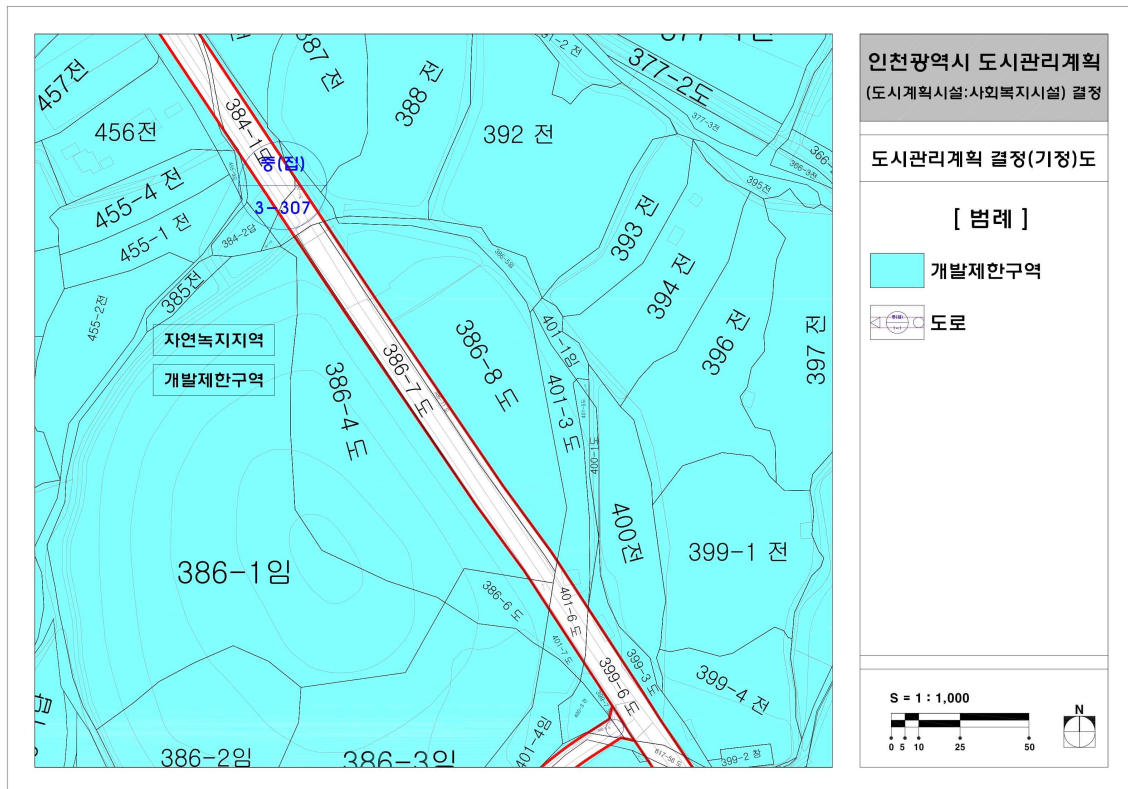 인천광역시 도시관리계획
(도시계획시설:사회복지시설) 결정
도시관리계획 결정(기정)도
[ 범례 ]
개발제한구역
도로
S = 1 : 1,000
0 5 10 25 50
N
457전
456전
455-4 전
455-1 전
455-2전
384-1도
중(집)
3-307
384-2답
385전
387 전
388 전
392 전
377-2도
377-3전
366-3전
395전
393 전
394 전
396 전
397 전
자연녹지지역
개발제한구역
386-5임
386-8 도
386-7 도
386-4 도
401-1임
401-3 도
400-1도
400전
399-1 전
386-1임
386-6 도
401-6 도
401-7 도
399-6 도
399-3 도
399-4 전
401-4임
386-2임
386-3임
399-2 창